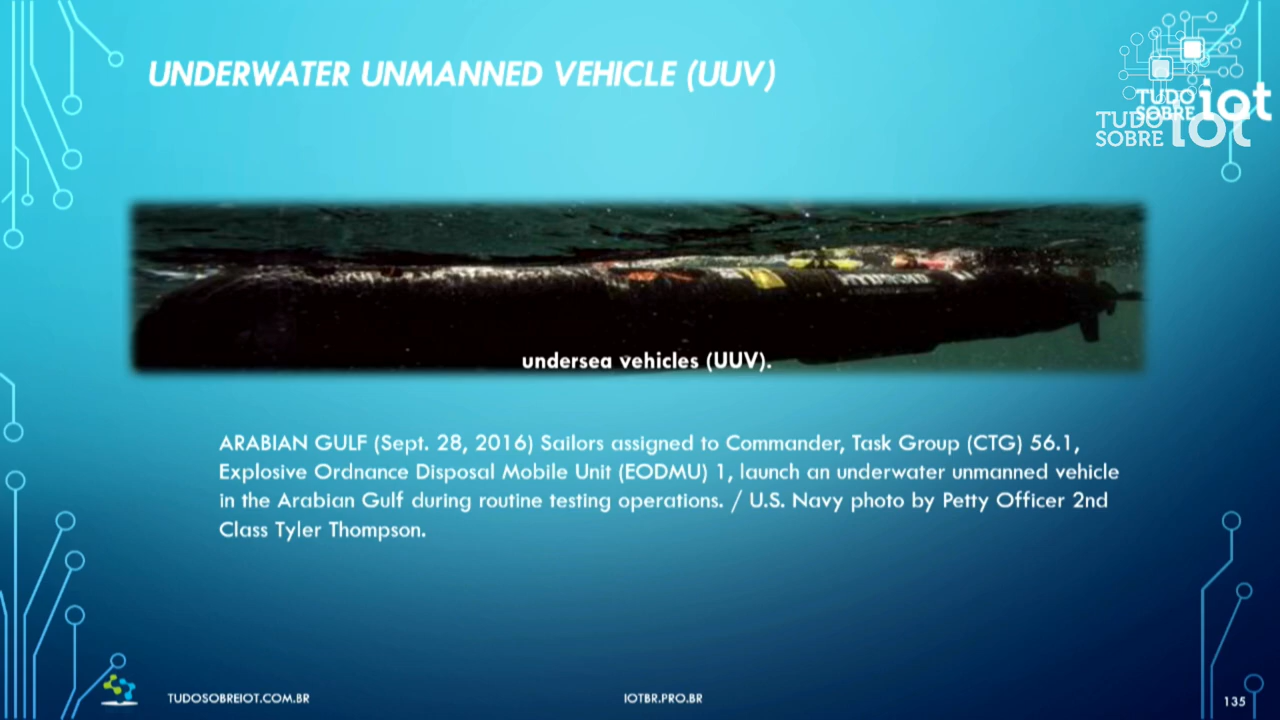 UNDERWATER UNMANNED VEHICLE (UUV)
TUDO
SOBRE iot
TUDO
SOBRE iot
undersea vehicles (UUV).
ARABIAN GULF (Sept. 28, 2016) Sailors assigned to Commander, Task Group (CTG) 56.1,
Explosive Ordnance Disposal Mobile Unit (EODMU) 1, launch an underwater unmanned vehicle
in the Arabian Gulf during routine testing operations. / U.S. Navy photo by Petty Officer 2nd
Class Tyler Thompson.
TUDOSOBREIOT.COM.BR
IOTBR.PRO.BR
135